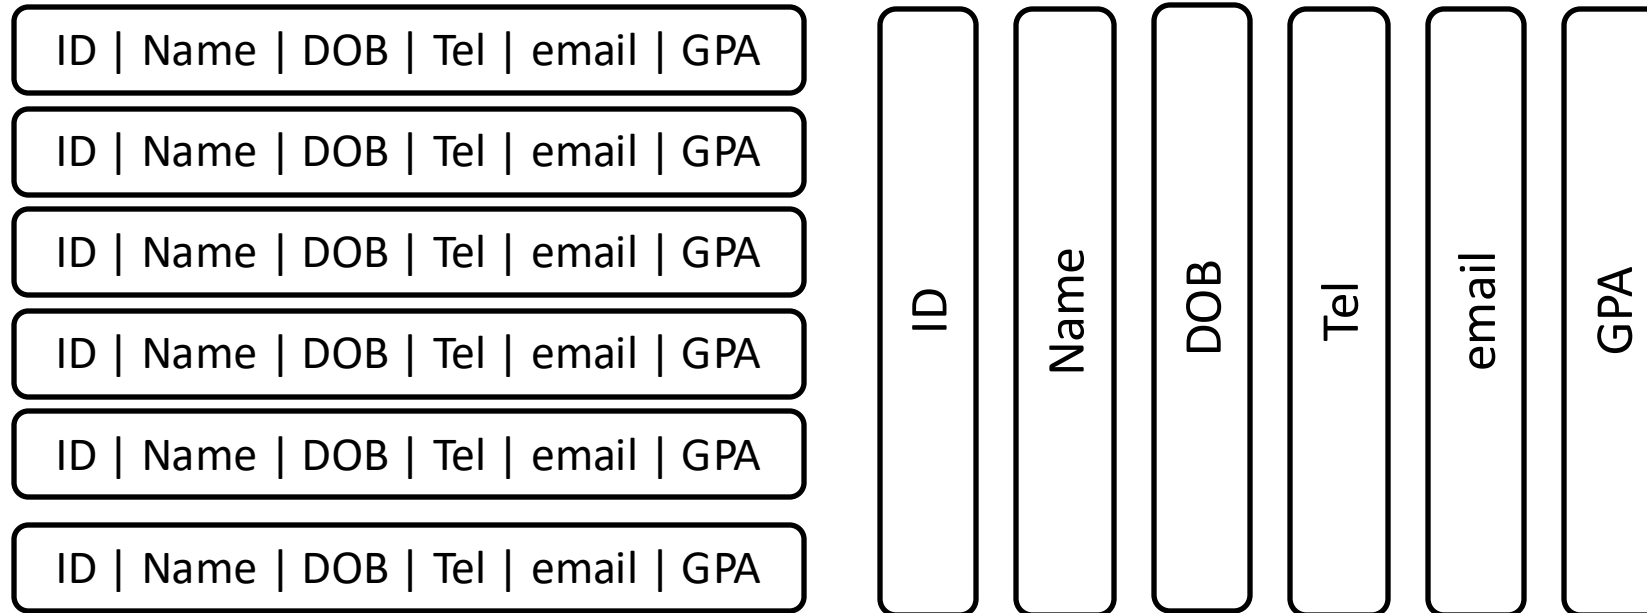 ID | Name | DOB | Tel | email | GPA
ID | Name | DOB | Tel | email | GPA
ID | Name | DOB | Tel | email | GPA
ID | Name | DOB | Tel | email | GPA
ID | Name | DOB | Tel | email | GPA
ID | Name | DOB | Tel | email | GPA
ID
Name
DOB
Tel
email
GPA